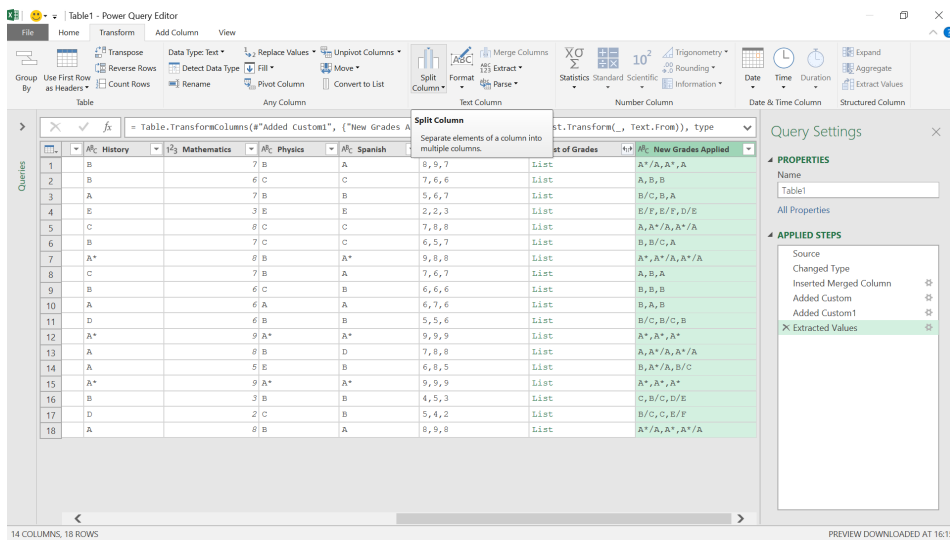 Table1 - Power Query Editor
File Home Transform Add Column View
Group By
Use First Row as Headers
Transpose
Reverse Rows
Count Rows
Table
Data Type: Text
Detect Data Type
Rename
Replace Values
Fill
Pivot Column
Unpivot Columns
Move
Convert to List
Any Column
Split Column
Format
Merge Columns
Extract
Parse
Text Column
Statistics Standard Scientific
Trigonometry
Rounding
Information
Number Column
Date Time Duration
Date & Time Column
Expand
Aggregate
Extract Values
Structured Column
Split Column
Separate elements of a column into
multiple columns.
= Table.TransformColumns(#"Added Custom1", {"New Grades A
st.Transform(_, Text.From)), type
Queries
History Mathematics Physics Spanish st of Grades New Grades Applied
1 B 7 B A 8,9,7 List A*/A,A*,A
2 B 6 C C 7,6,6 List A,B,B
3 A 7 B B 5,6,7 List B/C,B,A
4 E 3 E E 2,2,3 List E/F,E/F,D/E
5 C 8 C C 7,8,8 List A,A*/A,A*/A
6 B 7 C C 6,5,7 List B,B/C,A
7 A* 8 B A* 9,8,8 List A*,A*/A,A*/A
8 C 7 B A 7,6,7 List A,B,A
9 B 6 C B 6,6,6 List B,B,B
10 A 6 A A 6,7,6 List B,A,B
11 D 6 B B 5,5,6 List B/C,B/C,B
12 A* 9 A* A* 9,9,9 List A*,A*,A*
13 A 8 B D 7,8,8 List A,A*/A,A*/A
14 A 5 E B 6,8,5 List B,A*/A,B/C
15 A* 9 A* A* 9,9,9 List A*,A*,A*
16 B 3 B B 4,5,3 List C,B/C,D/E
17 D 2 C B 5,4,2 List B/C,C,E/F
18 A 8 B A 8,9,8 List A*/A,A*,A*/A
Query Settings
PROPERTIES
Name
Table1
All Properties
APPLIED STEPS
Source
Changed Type
Inserted Merged Column
Added Custom
Added Custom1
Extracted Values
14 COLUMNS, 18 ROWS
PREVIEW DOWNLOADED AT 16:1